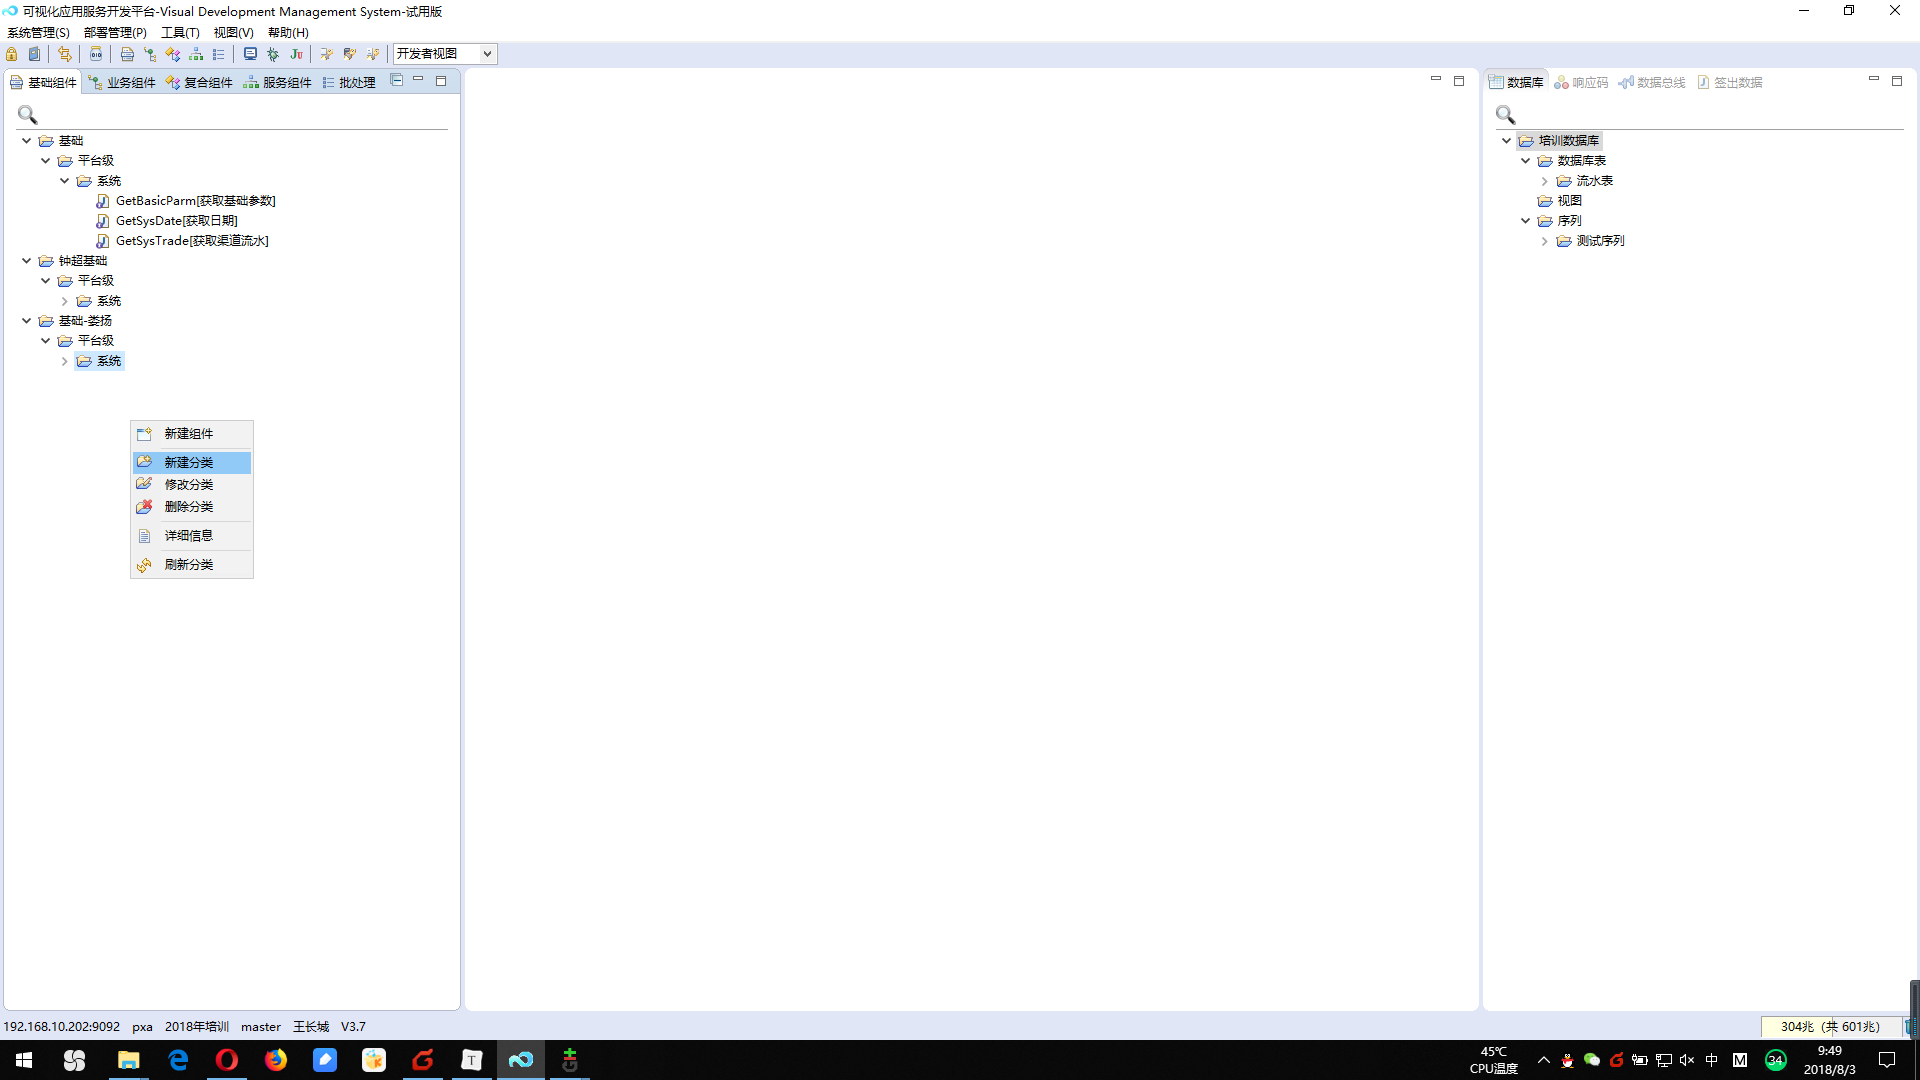 可视化应用服务开发平台-Visual Development Management System-试用版
系统管理(S) 部署管理(P) 工具(T) 视图(V) 帮助(H)
010 Ju 开发者视图
基础组件 业务组件 复合组件 服务组件 批处理
基础
平台级
系统
GetBasicParm[获取基础参数]
GetSysDate[获取日期]
GetSysTrade[获取渠道流水]
钟超基础
平台级
系统
基础-娄扬
平台级
系统
新建组件
新建分类
修改分类
删除分类
详细信息
刷新分类
数据库 响应码 数据总线 签出数据
培训数据库
数据库表
流水表
视图
序列
测试序列
192.168.10.202:9092 pxa 2018年培训 master 王长城 V3.7
304兆（共 601兆）
T
G
45℃
CPU温度
中
M
34
9:49
2018/8/3